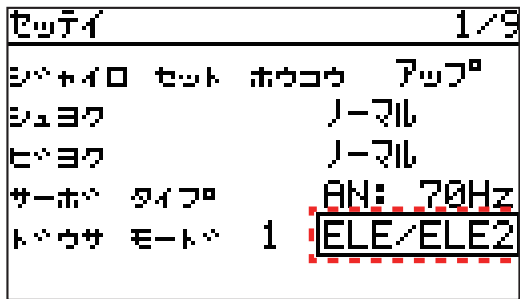 セッテイ 1/9
ジャイロ セット ホウコウ アップ
シュヨク ノーマル
ビヨク ノーマル
サーボ タイプ AN: 70Hz
ドウサ モード 1 ELE/ELE2